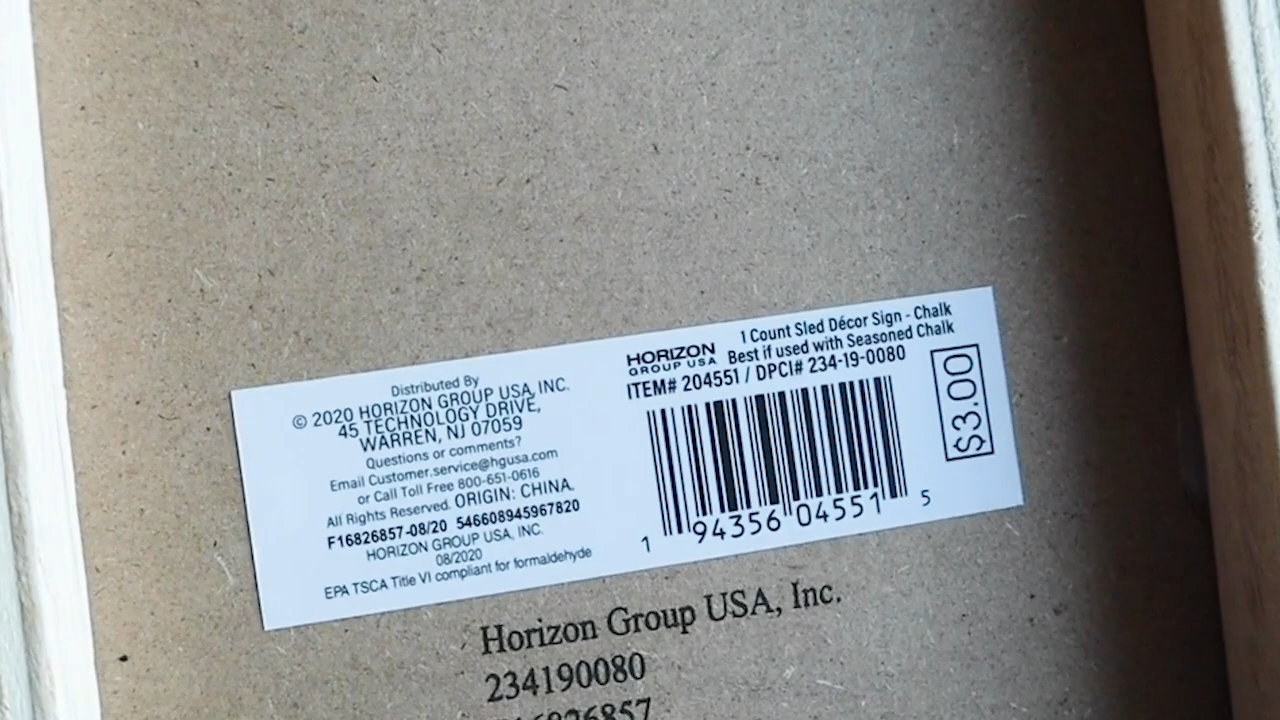 Distributed By
© 2020 HORIZON GROUP USA, INC.
45 TECHNOLOGY DRIVE,
WARREN, NJ 07059
Questions or comments?
Email Customer.service@hgusa.com
or Call Toll Free 800-651-0616
All Rights Reserved. ORIGIN: CHINA.
F16826857-08/20 546608945967820
HORIZON GROUP USA, INC.
08/2020
EPA TSCA Title VI compliant for formaldehyde
HORIZON
GROUP USA
1 Count Sled Décor Sign - Chalk
Best if used with Seasoned Chalk
ITEM# 204551 / DPCI# 234-19-0080
1 94356 04551 5
$3.00
Horizon Group USA, Inc.
234190080
F16826857